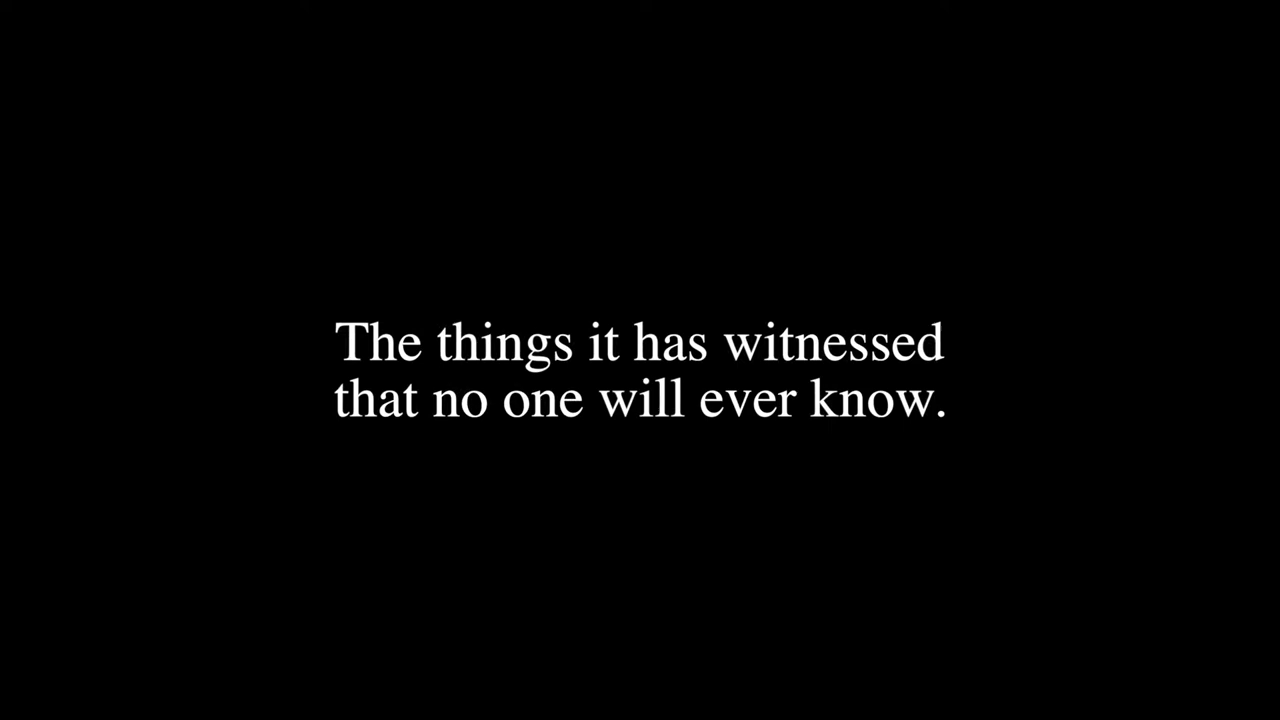 The things it has witnessed
that no one will ever know.